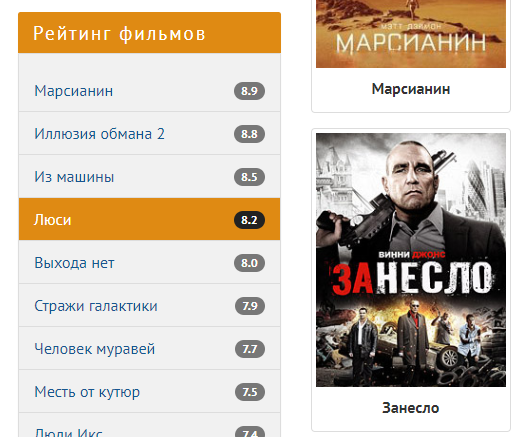 Рейтинг фильмов
Марсианин 8.9
Иллюзия обмана 2 8.8
Из машины 8.5
Люси 8.2
Выхода нет 8.0
Стражи галактики 7.9
Человек муравей 7.7
Месть от кутюр 7.5
Люди Икс 7.4
МЭТТ ДЭЙМОН
МАРСИАНИН
Марсианин
ВИННИ ДЖОНС
ЗАНЕСЛО
Занесло